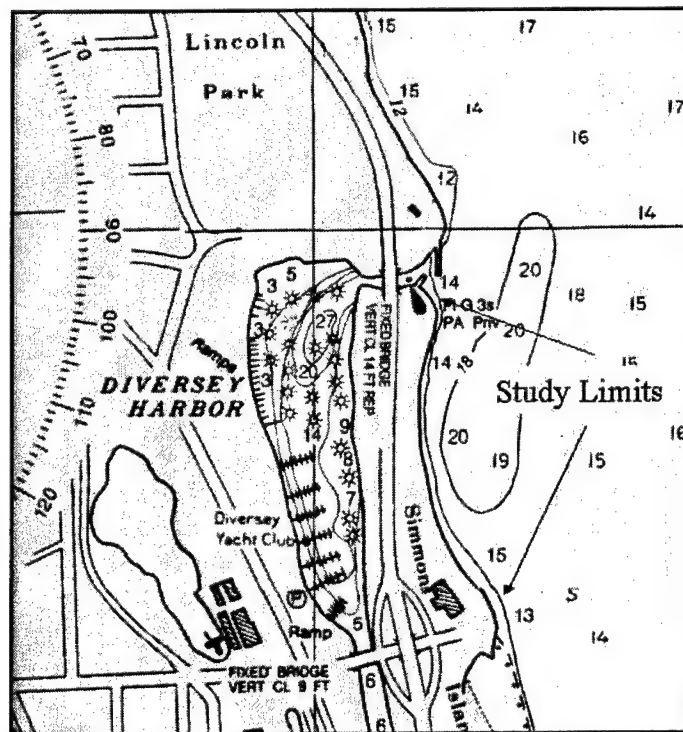 15
17
70
Lincoln
Park
15
12
14
17
80
16
12
14
90
3
5
14
20
18
15
Fl G 3s
PA Priv
20
27
3
100
Ramps
FIXED BRIDGE
VERT CL 14 FT REP
14
18
3
20
DIVERSEY
HARBOR
Study Limits
110
14
9
20
19
15
16
8
120
7
Diversey
Yacht Club
Simmons
Island
15
13
S
P
Ramp
5
14
FIXED BRIDGE
VERT CL 9 FT
6
6